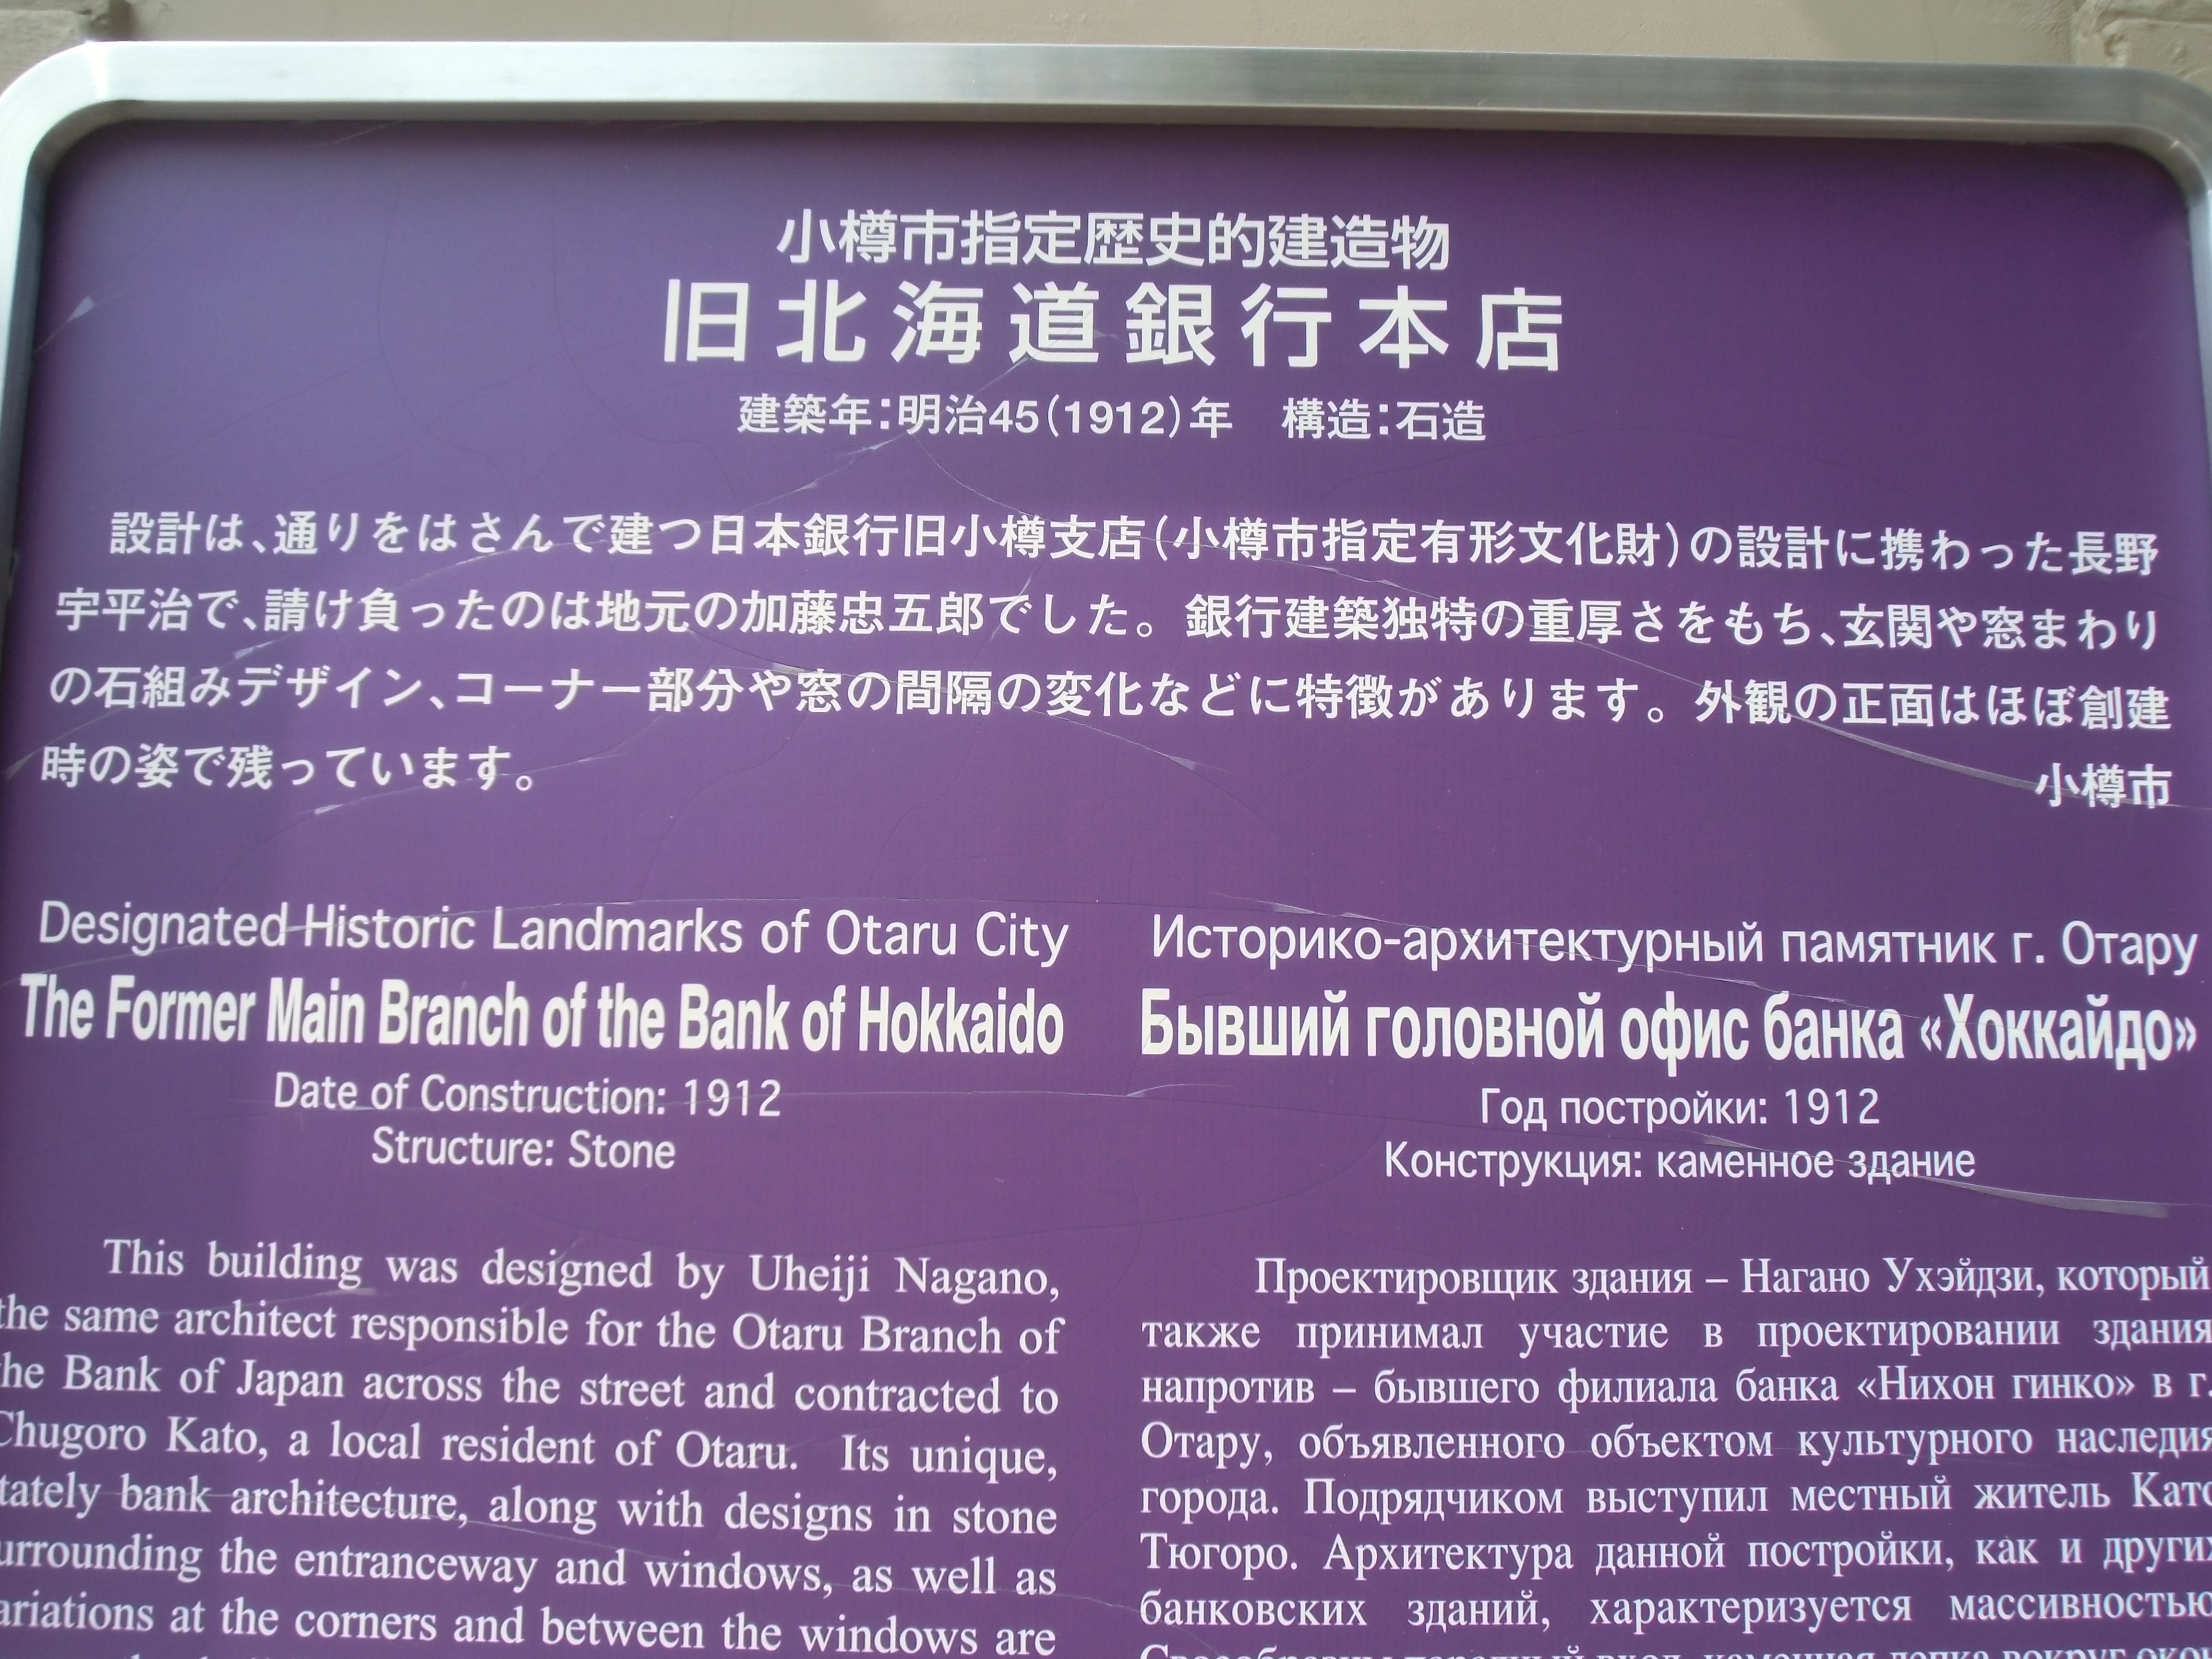 小樽市指定歴史的建造物
旧北海道銀行本店
建築年:明治45(1912)年　構造:石造
設計は、通りをはさんで建つ日本銀行旧小樽支店(小樽市指定有形文化財)の設計に携わった長野
宇平治で、請け負ったのは地元の加藤忠五郎でした。銀行建築独特の重厚さをもち、玄関や窓まわり
の石組みデザイン、コーナー部分や窓の間隔の変化などに特徴があります。外観の正面はほぼ創建
時の姿で残っています。
小樽市
Designated Historic Landmarks of Otaru City
The Former Main Branch of the Bank of Hokkaido
Date of Construction: 1912
Structure: Stone
This building was designed by Uheiji Nagano,
the same architect responsible for the Otaru Branch of
the Bank of Japan across the street and contracted to
Chugoro Kato, a local resident of Otaru. Its unique,
tately bank architecture, along with designs in stone
urrounding the entranceway and windows, as well as
ariations at the corners and between the windows are
Историко-архитектурный памятник г. Отару
Бывший головной офис банка «Хоккайдо»
Год постройки: 1912
Конструкция: каменное здание
Проектировщик здания – Нагано Ухэйдзи, который
также принимал участие в проектировании здания
напротив – бывшего филиала банка «Нихон гинко» в г.
Отару, объявленного объектом культурного наследия
города. Подрядчиком выступил местный житель Като
Тюгоро. Архитектура данной постройки, как и других
банковских зданий, характеризуется массивностью